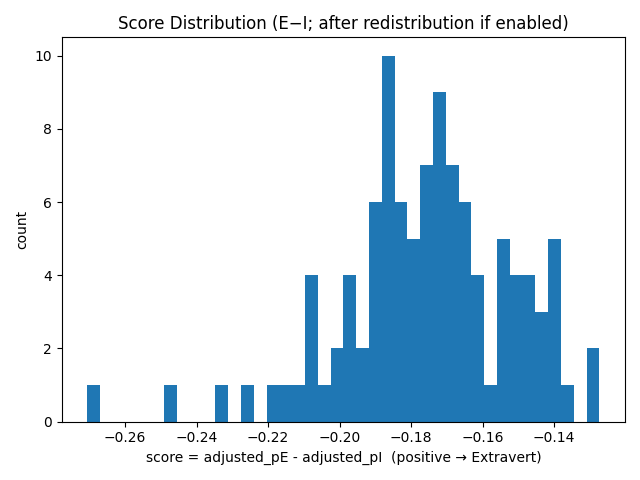 Score Distribution (E−I; after redistribution if enabled)
count
10
8
6
4
2
0
−0.26 −0.24 −0.22 −0.20 −0.18 −0.16 −0.14
score = adjusted_pE - adjusted_pI  (positive → Extravert)